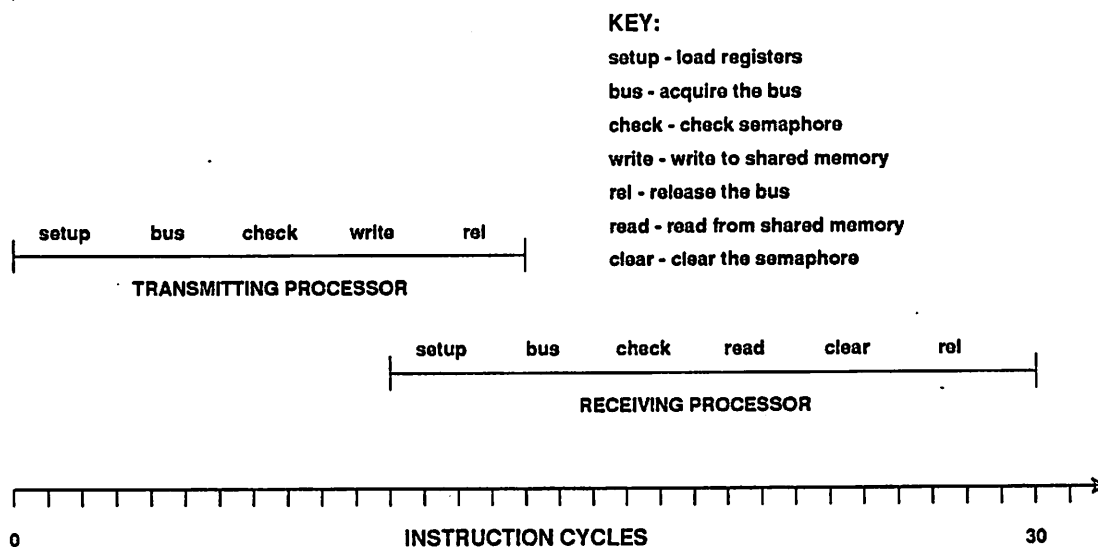 KEY:
setup - load registers
bus - acquire the bus
check - check semaphore
write - write to shared memory
rel - release the bus
read - read from shared memory
clear - clear the semaphore
setup bus check write rel
TRANSMITTING PROCESSOR
setup bus check read clear rel
RECEIVING PROCESSOR
0 INSTRUCTION CYCLES 30